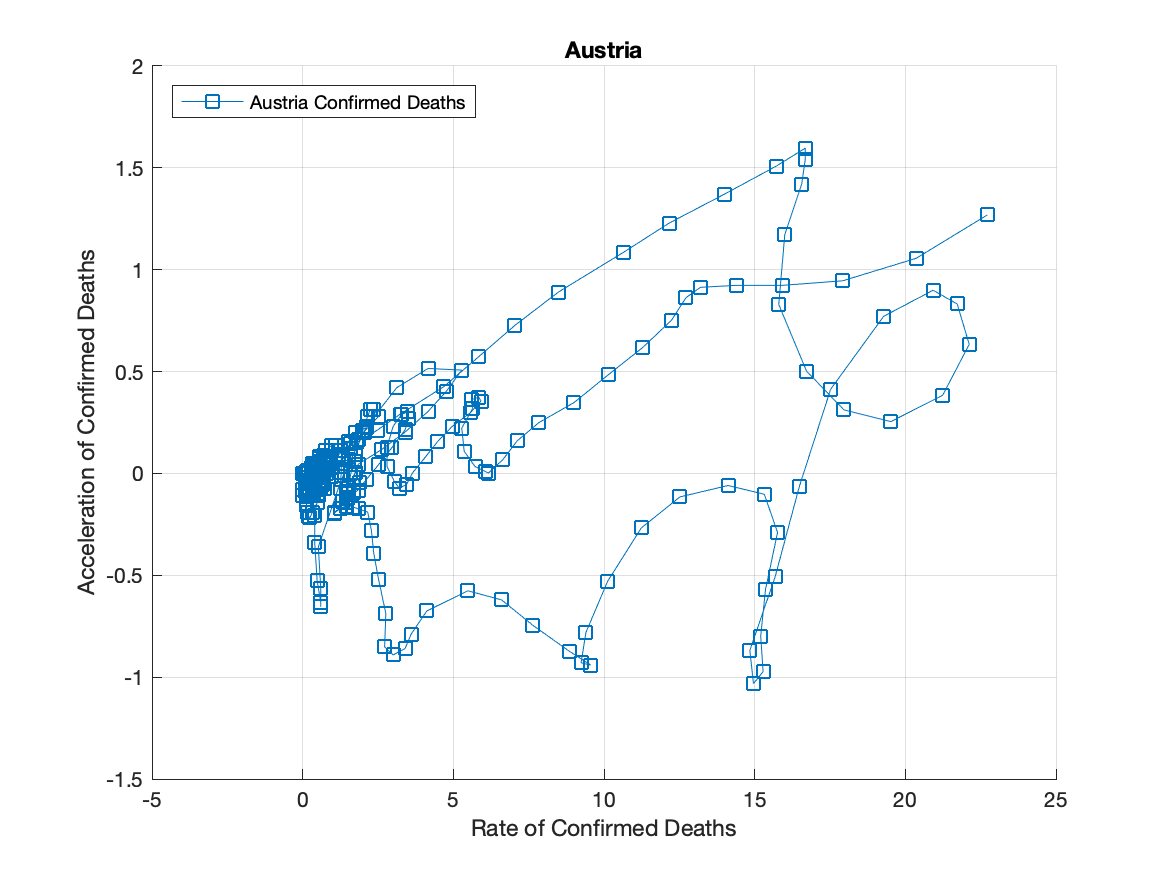 Austria
Austria Confirmed Deaths
2
1.5
1
0.5
0
-0.5
-1
-1.5
Acceleration of Confirmed Deaths
-5 0 5 10 15 20 25
Rate of Confirmed Deaths